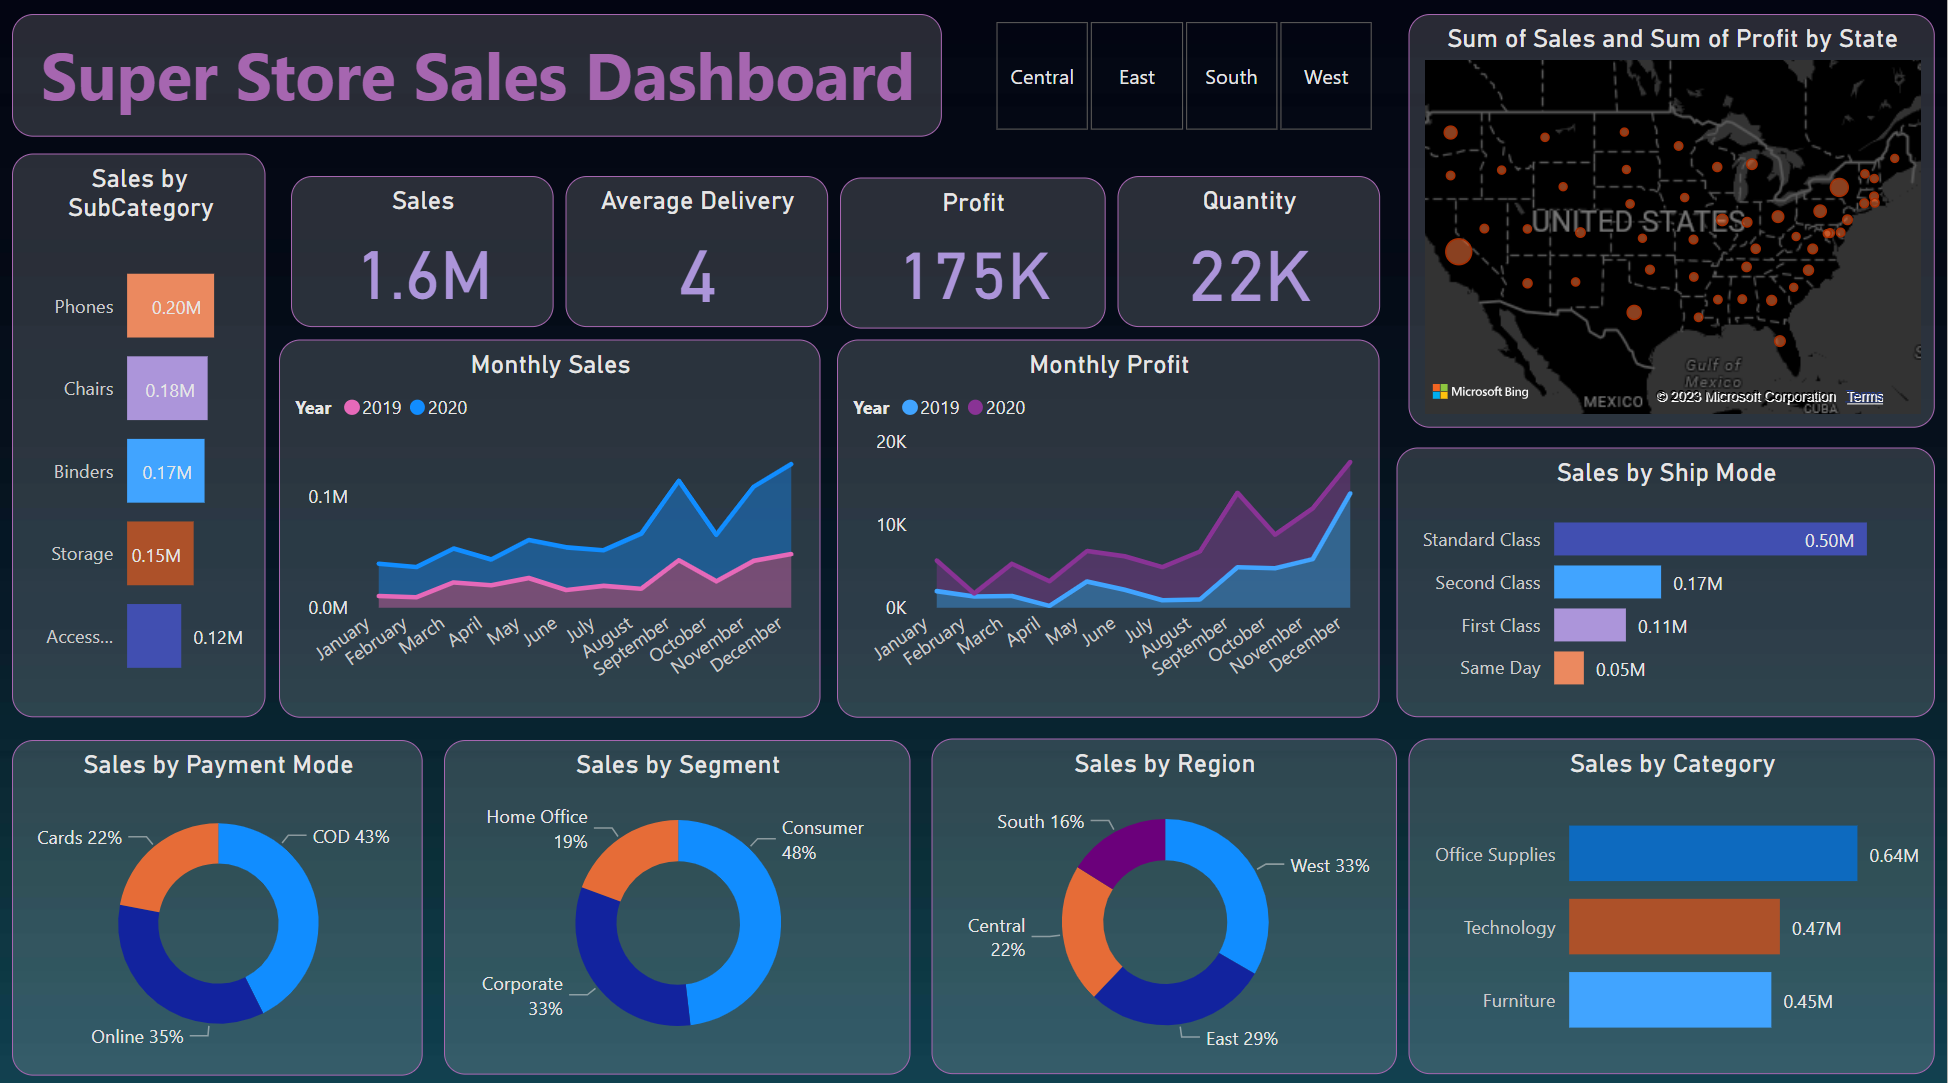 Super Store Sales Dashboard
Central
East
South
West
Sum of Sales and Sum of Profit by State
UNITED STATES
Gulf of
Mexico
MEXICO
CUBA
Microsoft Bing
© 2023 Microsoft Corporation Terms
Sales by
SubCategory
Phones 0.20M
Chairs 0.18M
Binders 0.17M
Storage 0.15M
Access... 0.12M
Sales
1.6M
Average Delivery
4
Profit
175K
Quantity
22K
Monthly Sales
Year 2019 2020
0.1M
0.0M
January
February
March
April
May
June
July
August
September
October
November
December
Monthly Profit
Year 2019 2020
20K
10K
0K
January
February
March
April
May
June
July
August
September
October
November
December
Sales by Ship Mode
Standard Class 0.50M
Second Class 0.17M
First Class 0.11M
Same Day 0.05M
Sales by Payment Mode
Cards 22%
COD 43%
Online 35%
Sales by Segment
Home Office
19%
Consumer
48%
Corporate
33%
Sales by Region
South 16%
West 33%
Central
22%
East 29%
Sales by Category
Office Supplies 0.64M
Technology 0.47M
Furniture 0.45M